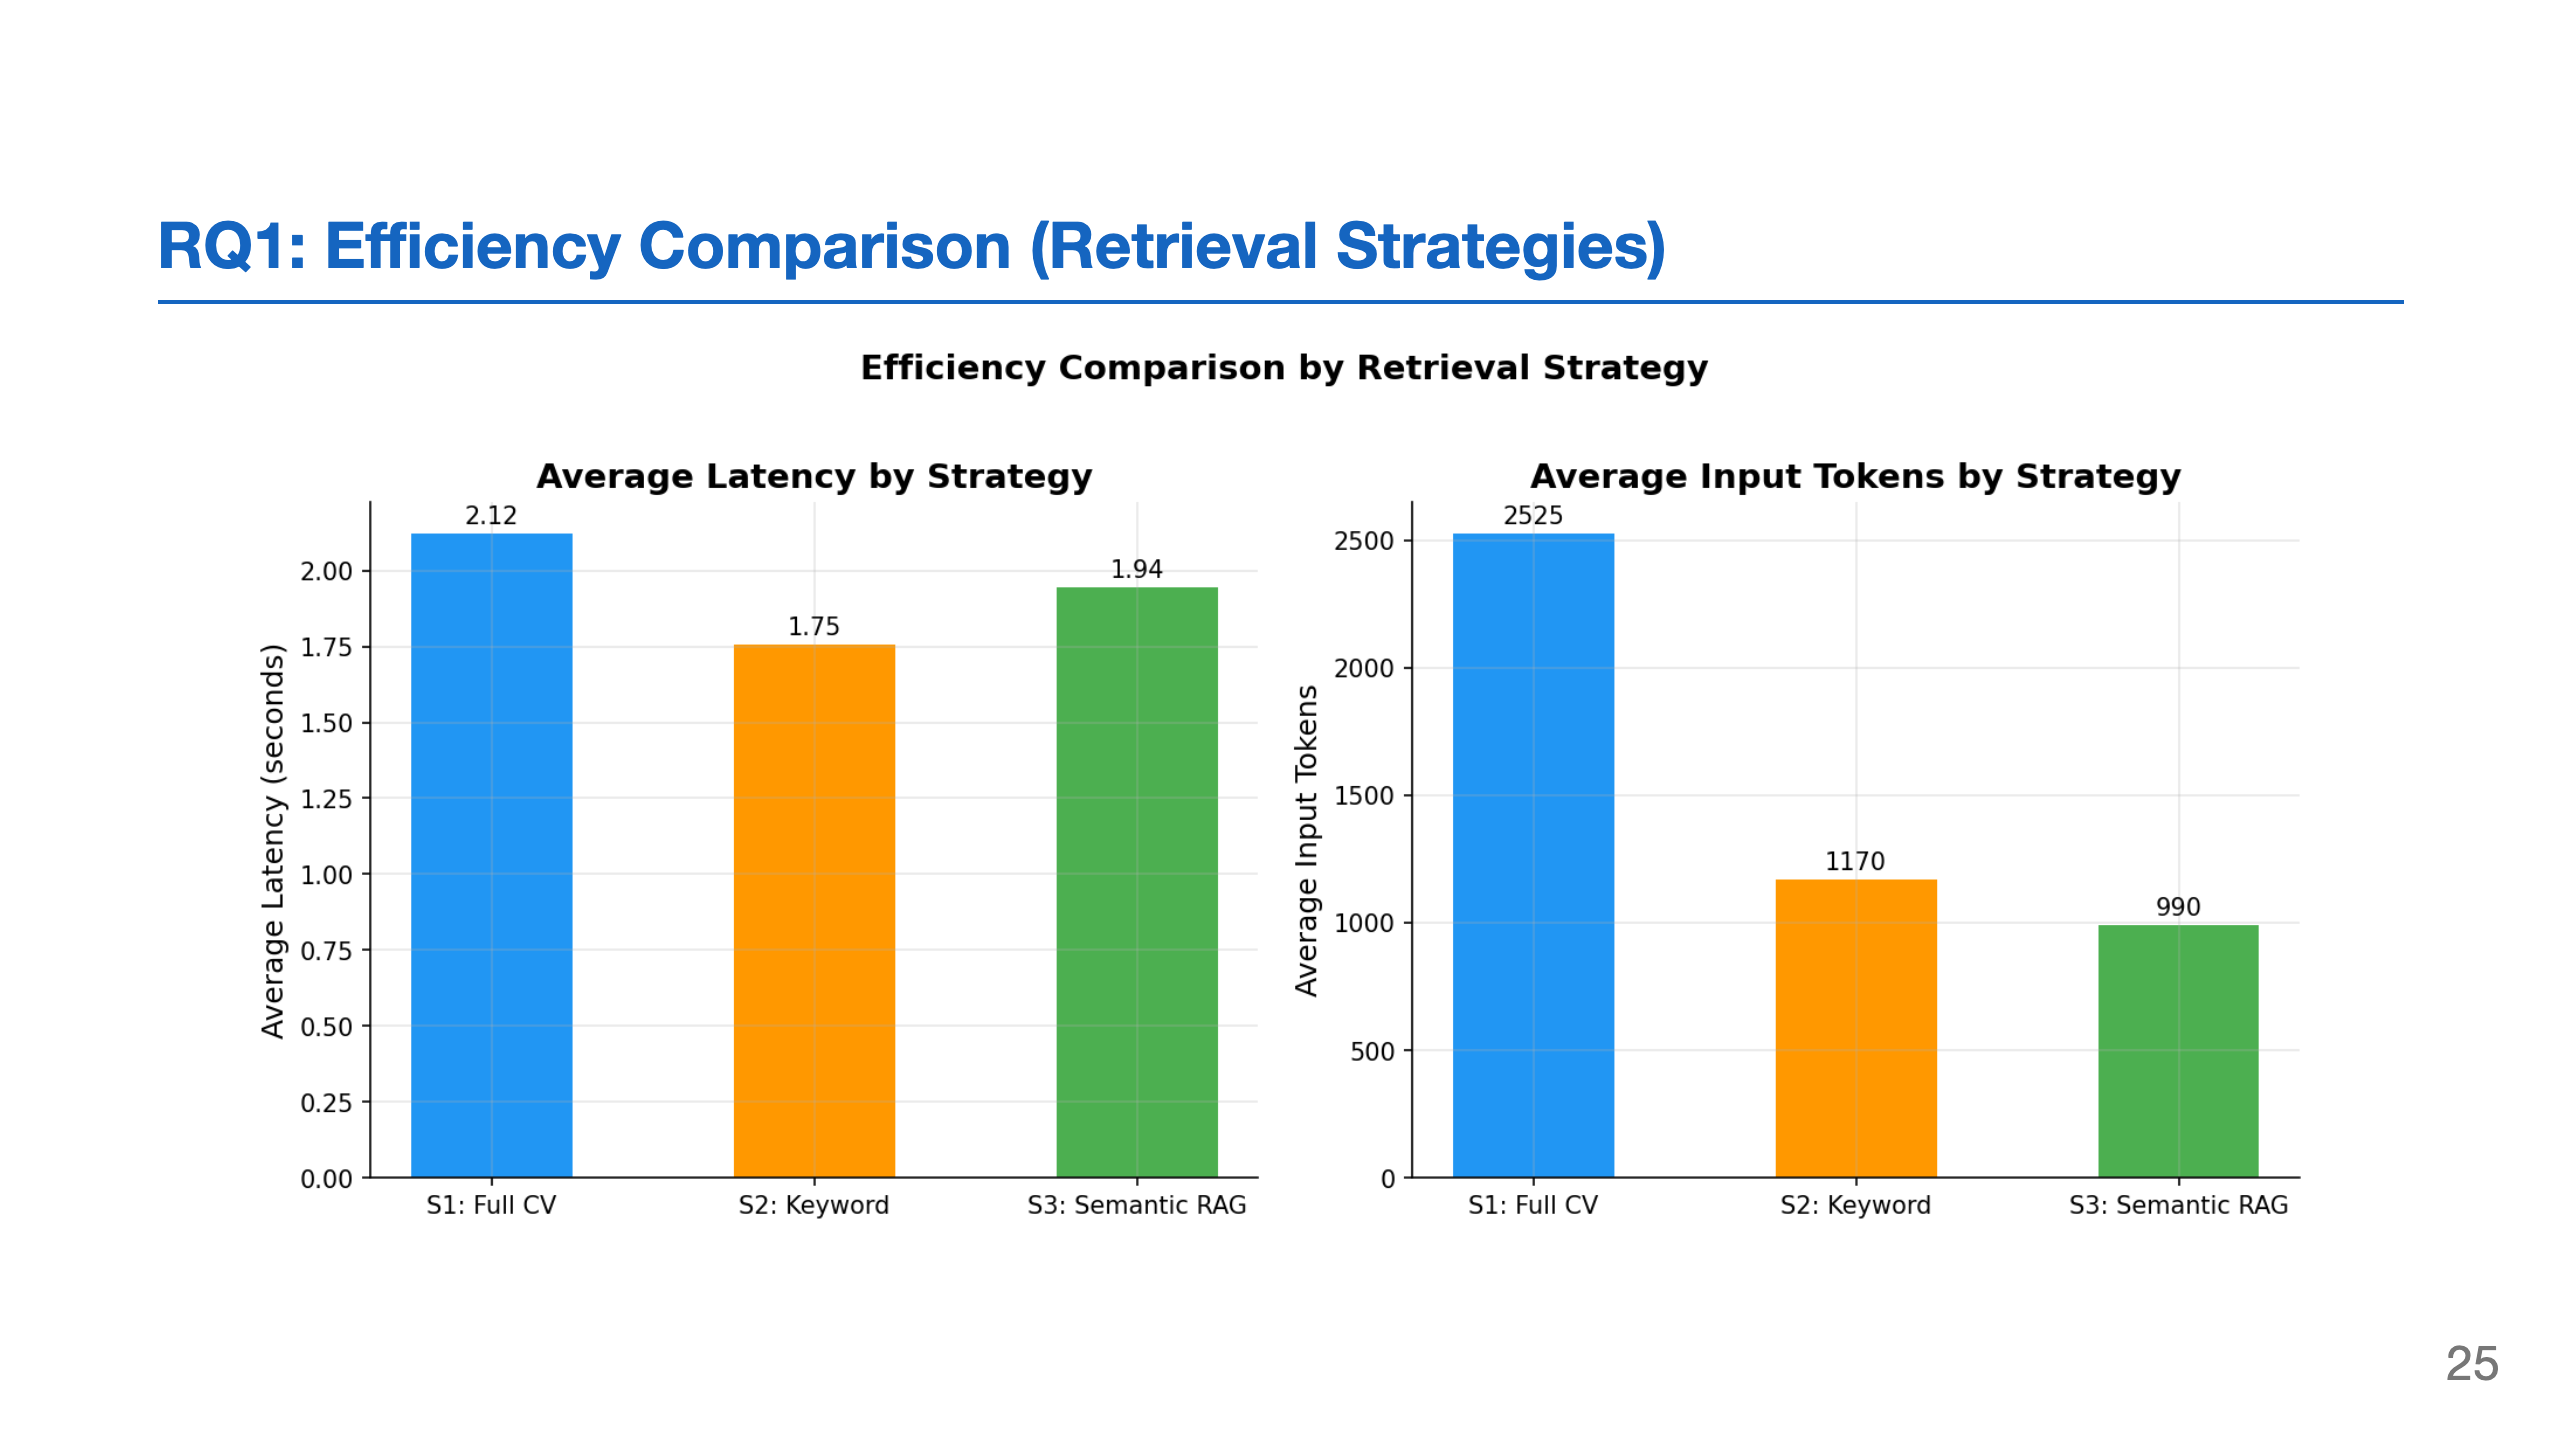 RQ1: Efficiency Comparison (Retrieval Strategies)
Efficiency Comparison by Retrieval Strategy
Average Latency by Strategy
Average Latency (seconds)
2.00
1.75
1.50
1.25
1.00
0.75
0.50
0.25
0.00
2.12
1.75
1.94
S1: Full CV
S2: Keyword
S3: Semantic RAG
Average Input Tokens by Strategy
Average Input Tokens
2500
2000
1500
1000
500
0
2525
1170
990
S1: Full CV
S2: Keyword
S3: Semantic RAG
25